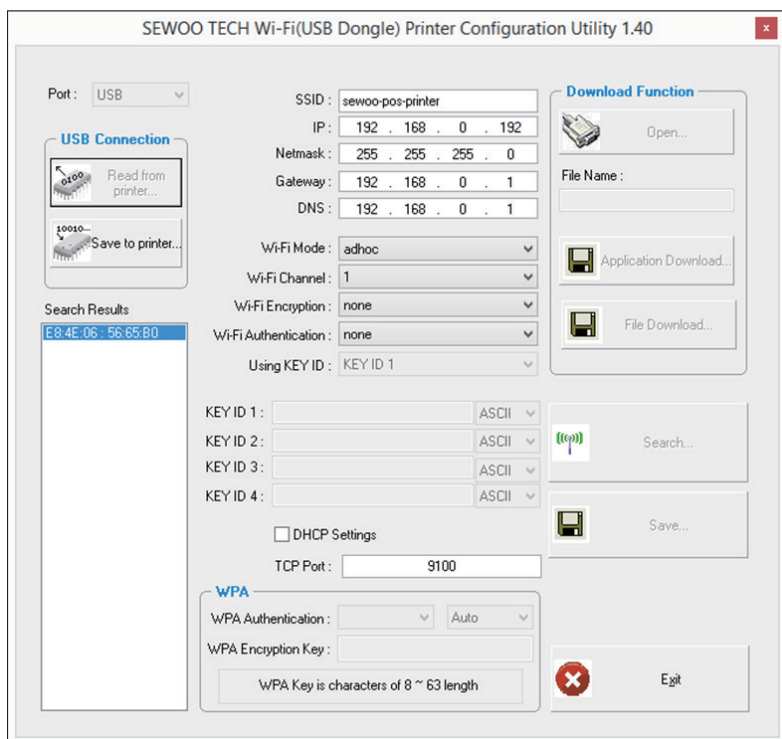 SEWOO TECH Wi-Fi(USB Dongle) Printer Configuration Utility 1.40
x
Port : USB
USB Connection
0100
Read from
printer...
10010...
Save to printer...
Search Results
E8:4E:06 : 56:65:B0
SSID : sewoo-pos-printer
IP : 192 . 168 . 0 . 192
Netmask : 255 . 255 . 255 . 0
Gateway : 192 . 168 . 0 . 1
DNS : 192 . 168 . 0 . 1
Wi-Fi Mode : adhoc
Wi-Fi Channel : 1
Wi-Fi Encryption : none
Wi-Fi Authentication : none
Using KEY ID : KEY ID 1
KEY ID 1 : ASCII
KEY ID 2 : ASCII
KEY ID 3 : ASCII
KEY ID 4 : ASCII
DHCP Settings
TCP Port : 9100
WPA
WPA Authentication : Auto
WPA Encryption Key :
WPA Key is characters of 8 ~ 63 length
Download Function
Open...
File Name :
Application Download...
File Download...
Search...
Save...
Exit